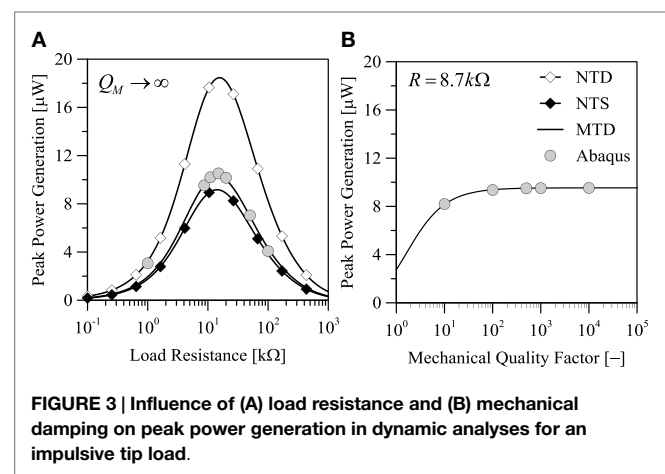 A
B
20
16
12
8
4
0
Peak Power Generation [µW]
Q_M → ∞
10^-1 10^0 10^1 10^2 10^3
Load Resistance [kΩ]
20
16
12
8
4
0
Peak Power Generation [µW]
R = 8.7kΩ
NTD
NTS
MTD
Abaqus
10^0 10^1 10^2 10^3 10^4 10^5
Mechanical Quality Factor [−]
FIGURE 3 | Influence of (A) load resistance and (B) mechanical
damping on peak power generation in dynamic analyses for an
impulsive tip load.